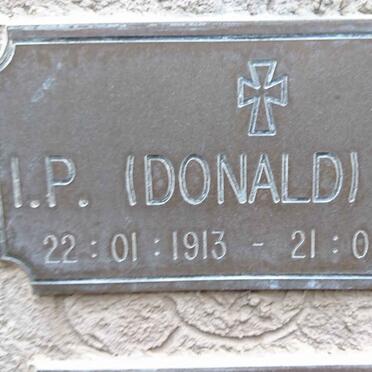 I.P. (DONALD)
22 : 01 : 1913 - 21 : 0